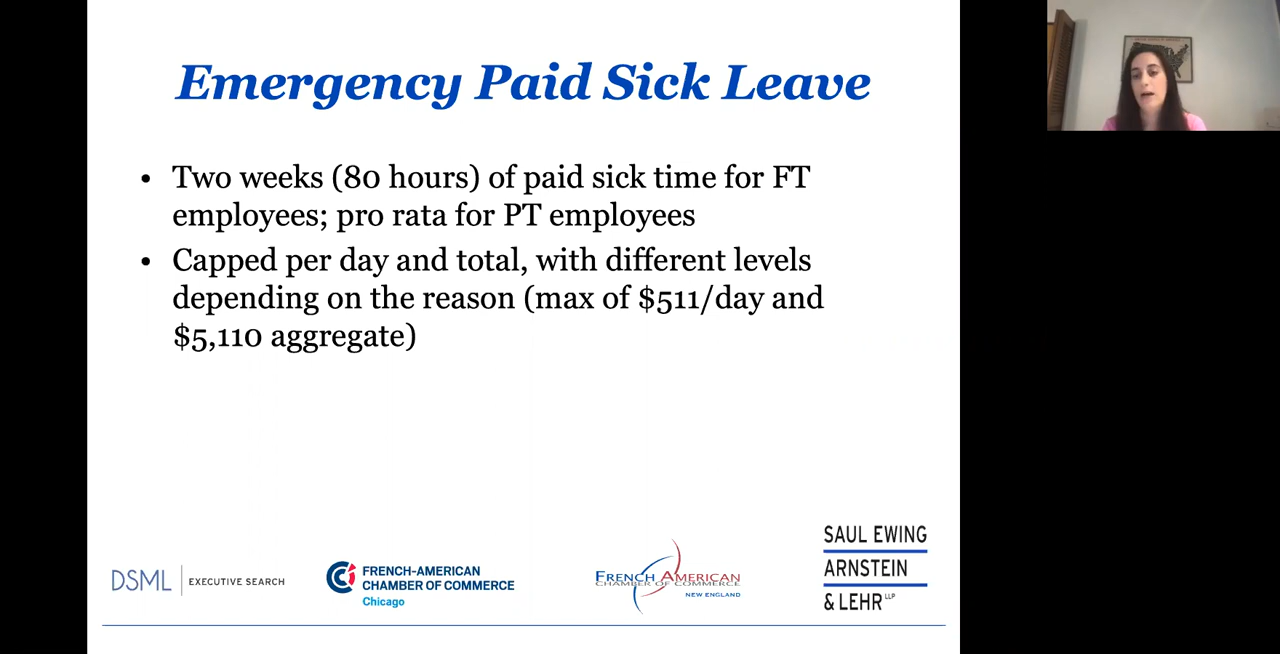 Emergency Paid Sick Leave
• Two weeks (80 hours) of paid sick time for FT
employees; pro rata for PT employees
• Capped per day and total, with different levels
depending on the reason (max of $511/day and
$5,110 aggregate)
DSML EXECUTIVE SEARCH
FRENCH-AMERICAN
CHAMBER OF COMMERCE
Chicago
FRENCH AMERICAN
CHAMBER OF COMMERCE
NEW ENGLAND
SAUL EWING
ARNSTEIN
& LEHR LLP